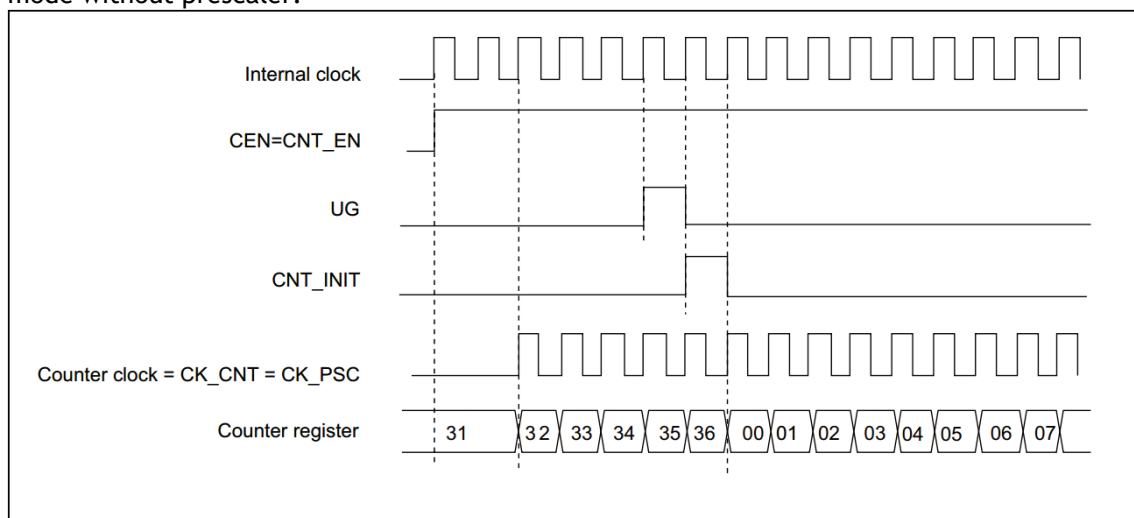 mode without prescaler.
Internal clock
CEN=CNT_EN
UG
CNT_INIT
Counter clock = CK_CNT = CK_PSC
Counter register 31 32 33 34 35 36 00 01 02 03 04 05 06 07